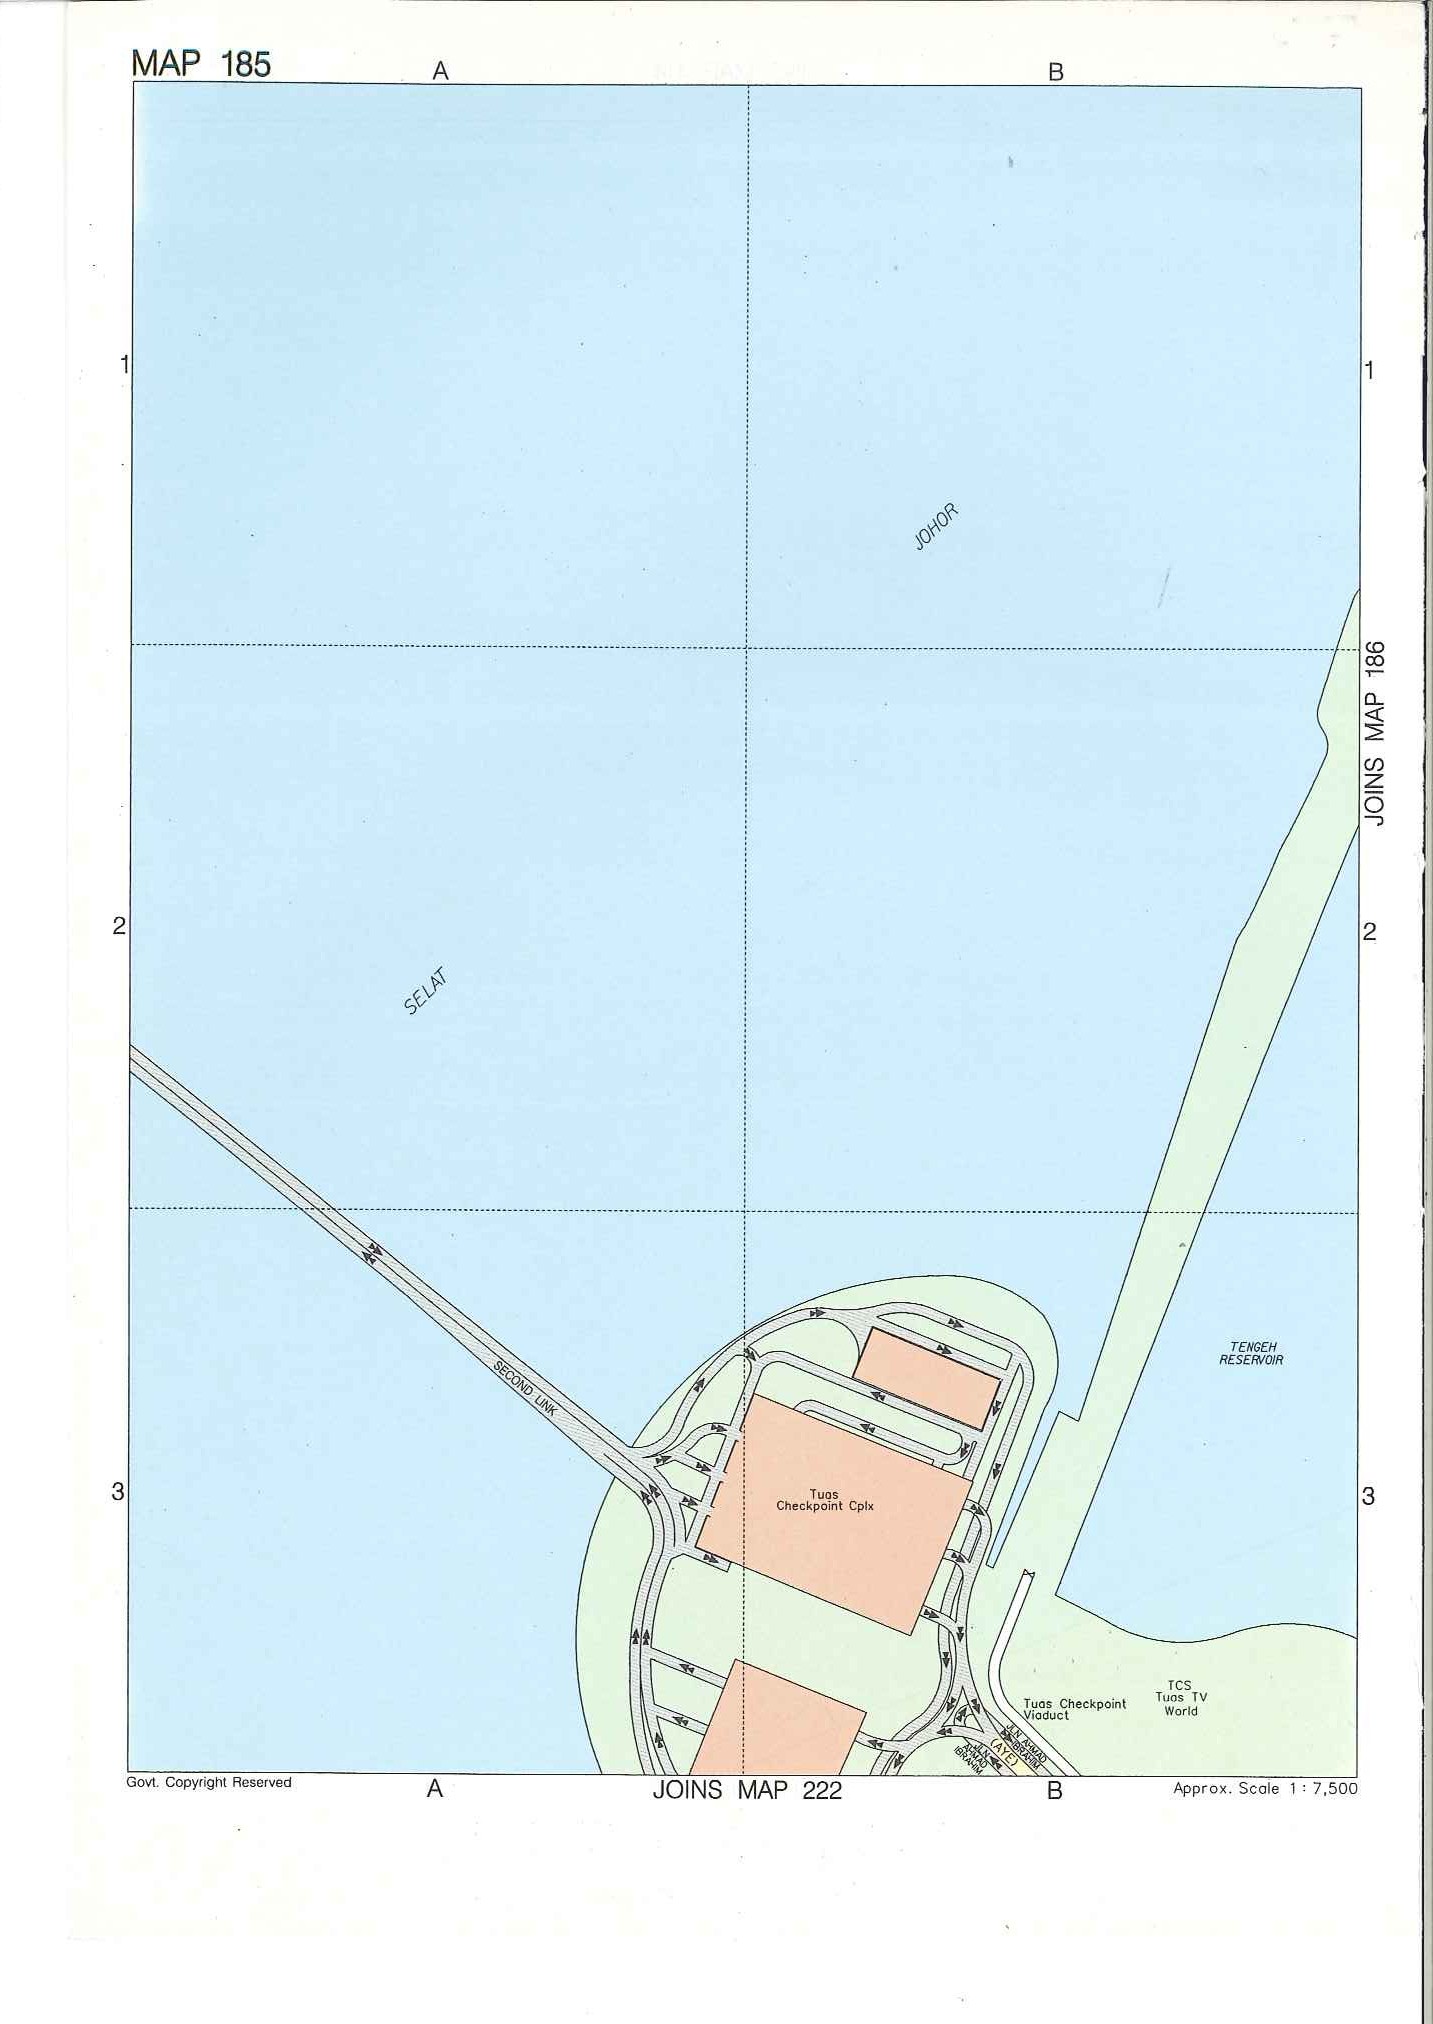 MAP 185
A
B
1
1
JOHOR
JOINS MAP 186
2
2
SELAT
TENGEH
RESERVOIR
SECOND LINK
3
3
Tuas
Checkpoint Cplx
TCS
Tuas TV
World
Tuas Checkpoint
Viaduct
JLN AHMAD
IBRAHIM
(AYE)
JLN
AHMAD
IBRAHIM
Govt. Copyright Reserved
A
JOINS MAP 222
B
Approx. Scale 1 : 7,500